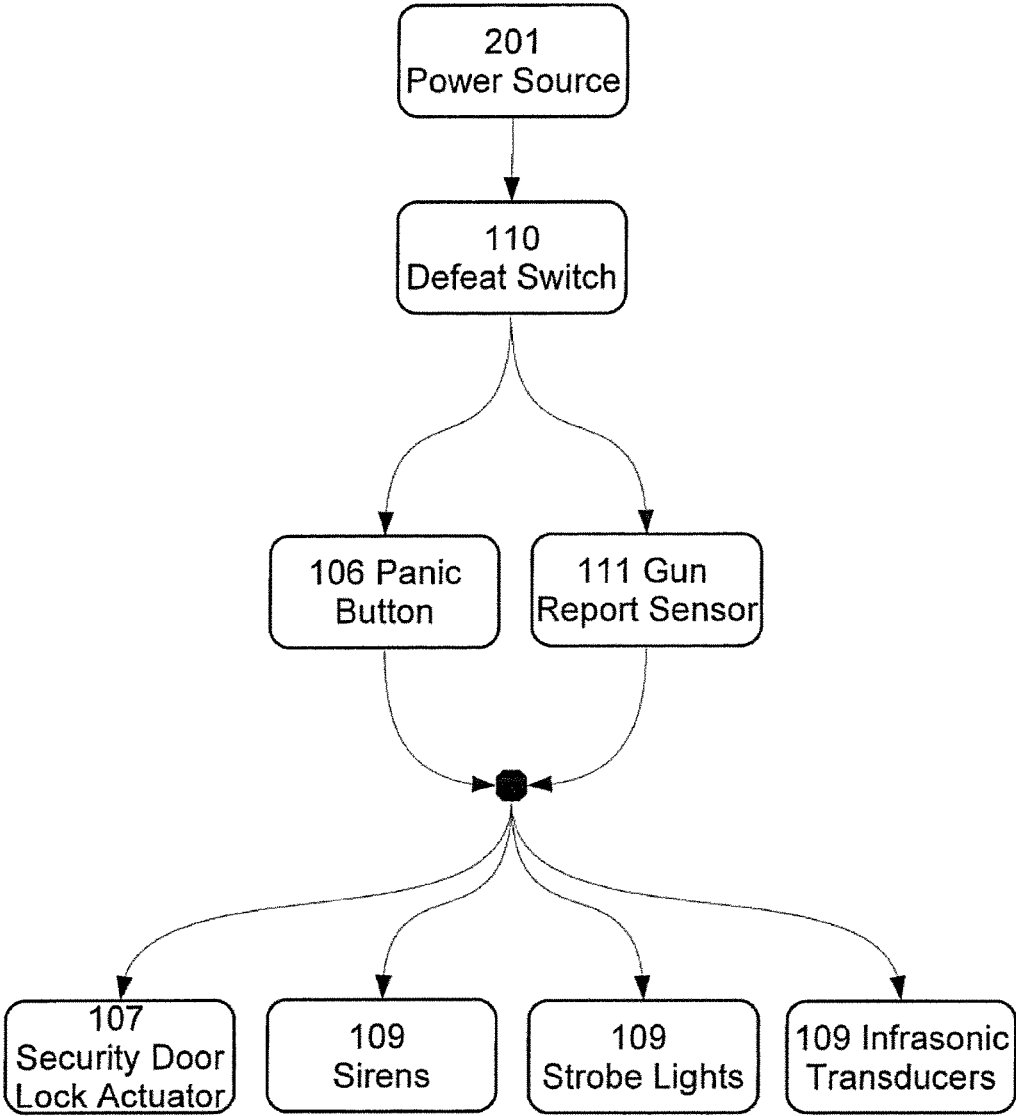 201
Power Source
110
Defeat Switch
106 Panic
Button
111 Gun
Report Sensor
107
Security Door
Lock Actuator
109
Sirens
109
Strobe Lights
109 Infrasonic
Transducers